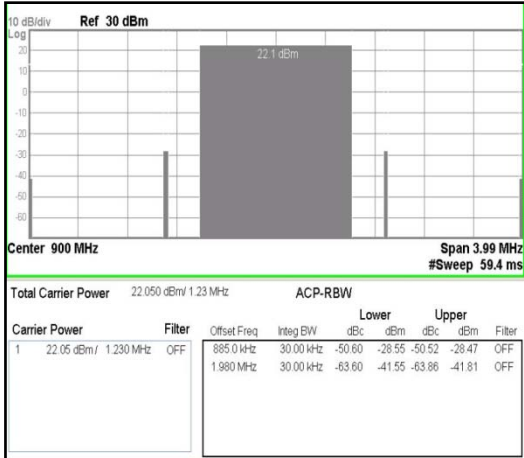 10 dB/div Ref 30 dBm
Log
20
10
0
-10
-20
-30
-40
-50
-60
22.1 dBm
Center 900 MHz Span 3.99 MHz
#Sweep 59.4 ms
Total Carrier Power 22.050 dBm/ 1.23 MHz ACP-RBW
Lower Upper
Carrier Power Filter Offset Freq Integ BW dBc dBm dBc dBm Filter
1 22.05 dBm / 1.230 MHz OFF 885.0 kHz 30.00 kHz -50.60 -28.55 -50.52 -28.47 OFF
1.980 MHz 30.00 kHz -63.60 -41.55 -63.86 -41.81 OFF